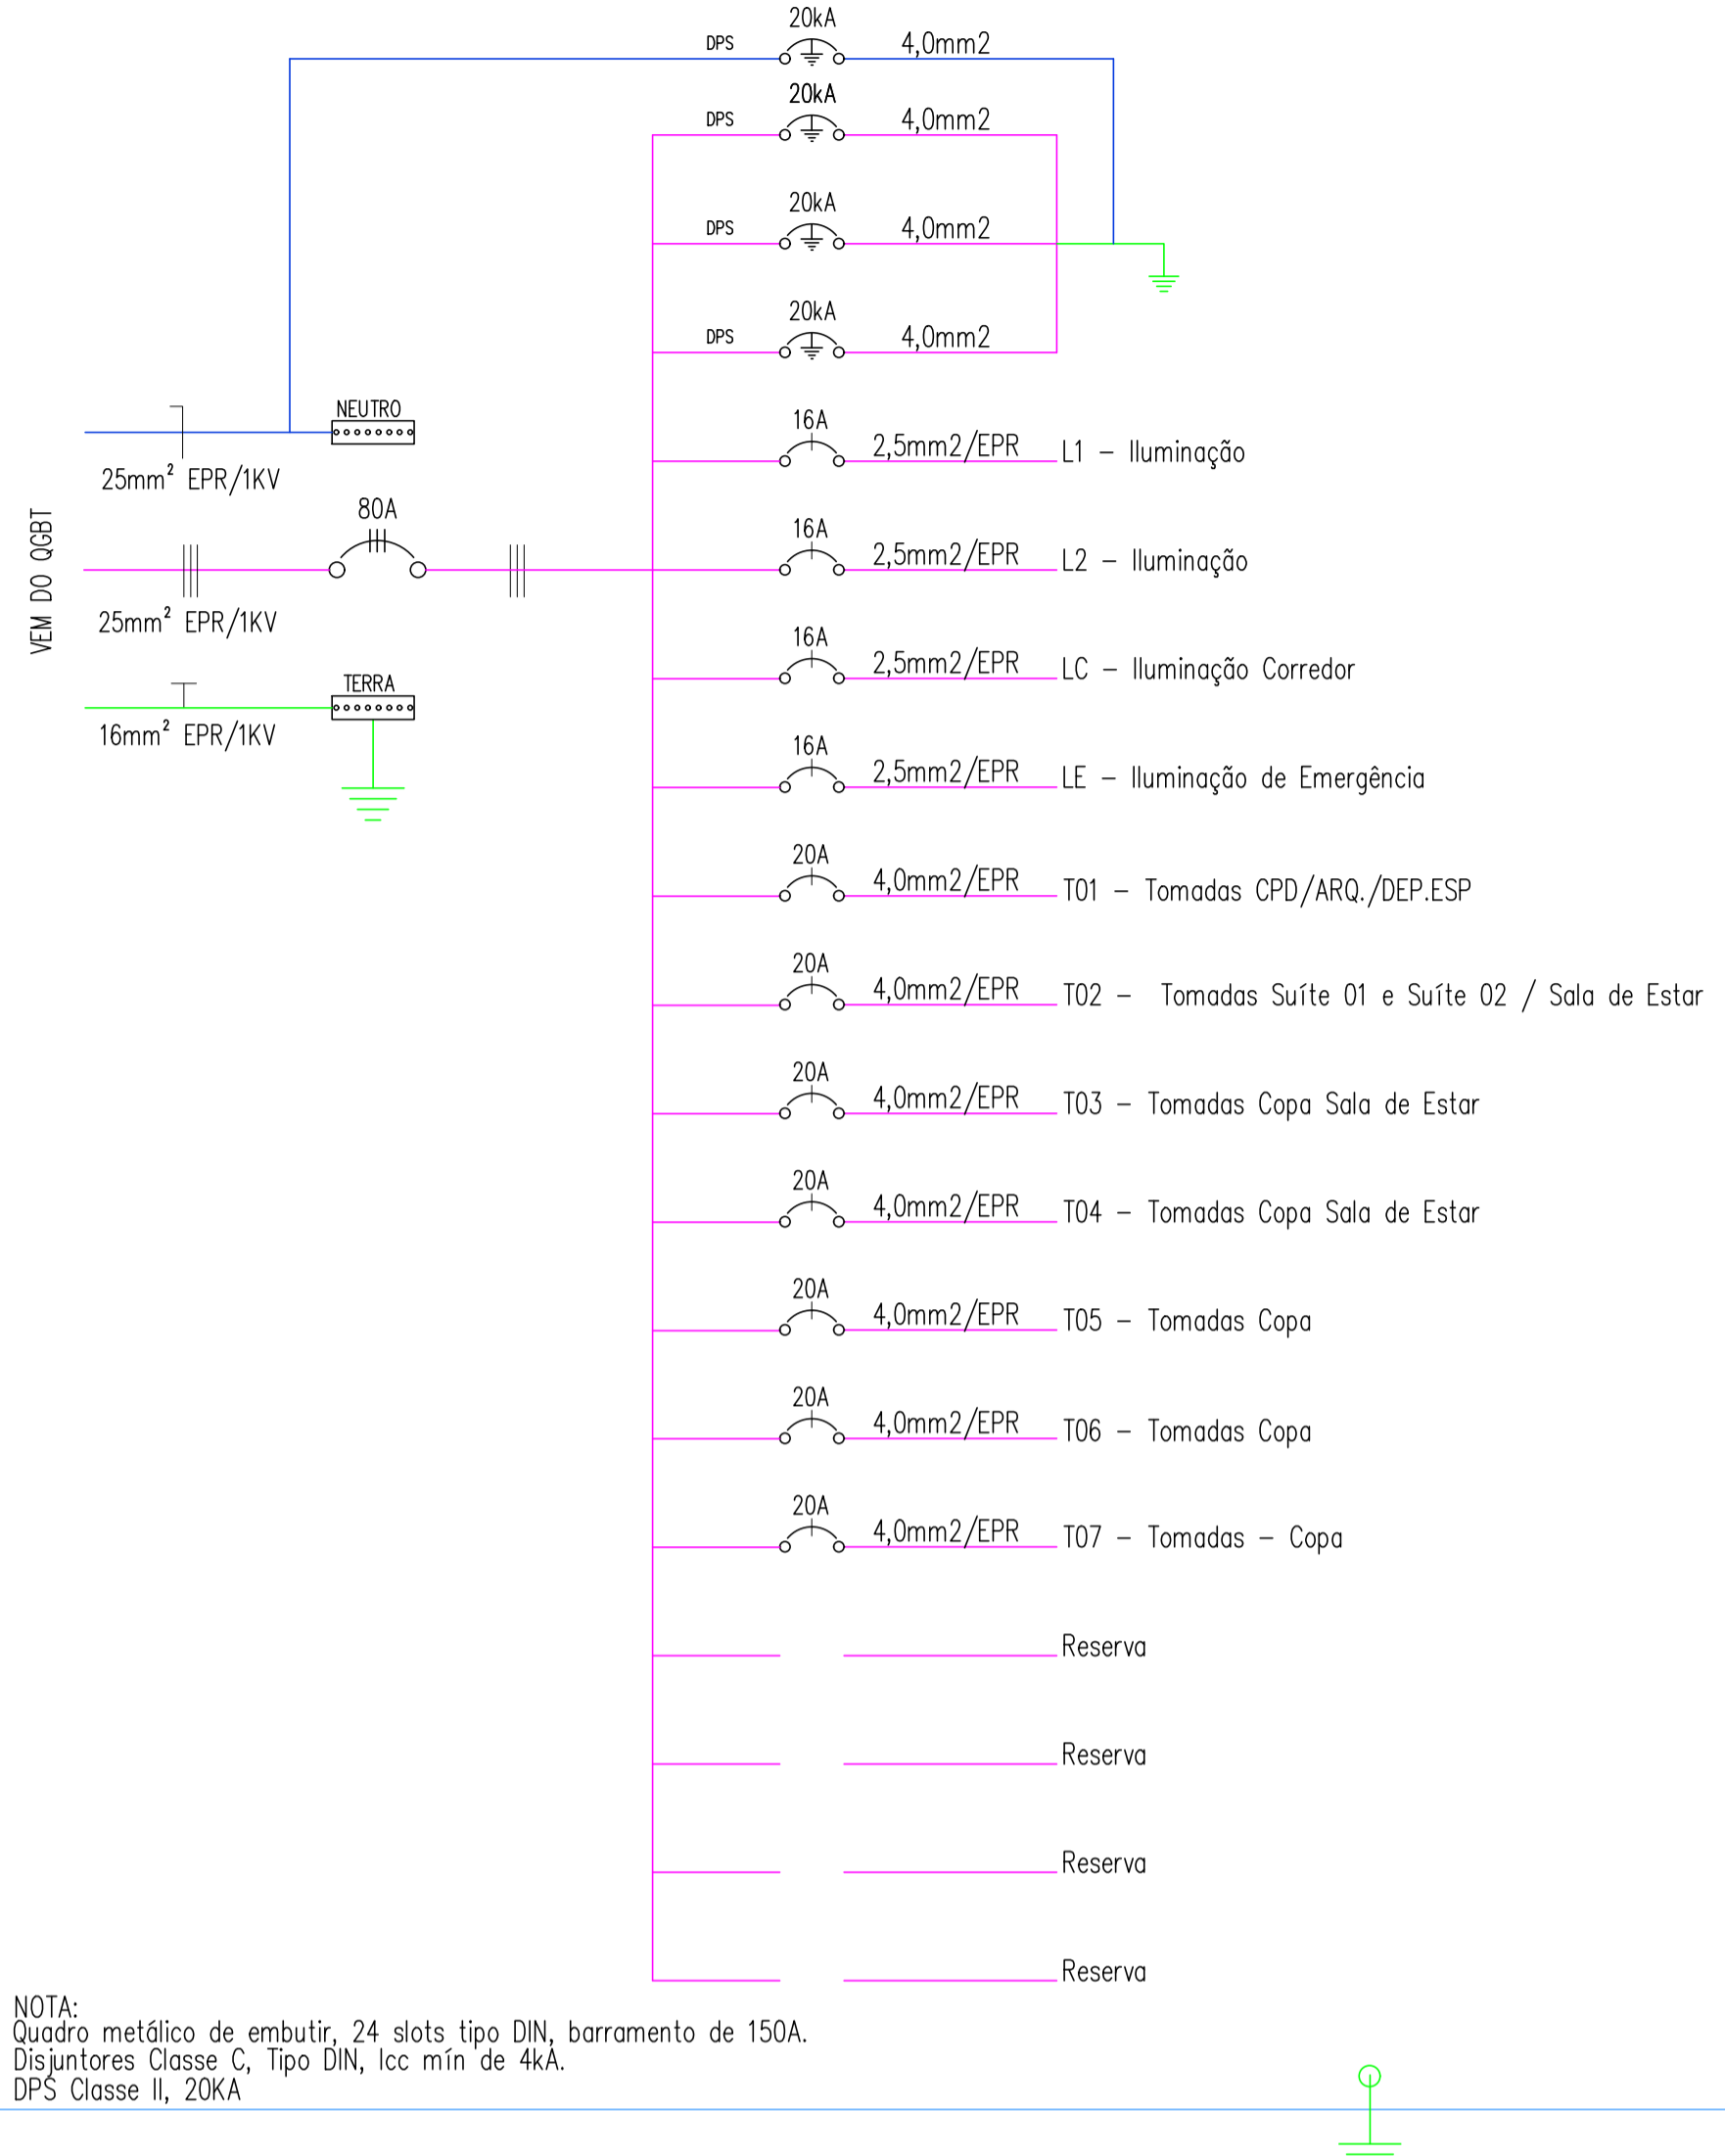 20kA
DPS
4,0mm2
20kA
DPS
4,0mm2
20kA
DPS
4,0mm2
20kA
DPS
4,0mm2
NEUTRO
25mm² EPR/1KV
VEM DO QGBT
80A
25mm² EPR/1KV
TERRA
16mm² EPR/1KV
16A
2,5mm2/EPR L1 – Iluminação
16A
2,5mm2/EPR L2 – Iluminação
16A
2,5mm2/EPR LC – Iluminação Corredor
16A
2,5mm2/EPR LE – Iluminação de Emergência
20A
4,0mm2/EPR T01 – Tomadas CPD/ARQ./DEP.ESP
20A
4,0mm2/EPR T02 – Tomadas Suíte 01 e Suíte 02 / Sala de Estar
20A
4,0mm2/EPR T03 – Tomadas Copa Sala de Estar
20A
4,0mm2/EPR T04 – Tomadas Copa Sala de Estar
20A
4,0mm2/EPR T05 – Tomadas Copa
20A
4,0mm2/EPR T06 – Tomadas Copa
20A
4,0mm2/EPR T07 – Tomadas – Copa
Reserva
Reserva
Reserva
Reserva
NOTA:
Quadro metálico de embutir, 24 slots tipo DIN, barramento de 150A.
Disjuntores Classe C, Tipo DIN, Icc mín de 4kA.
DPS Classe II, 20KA